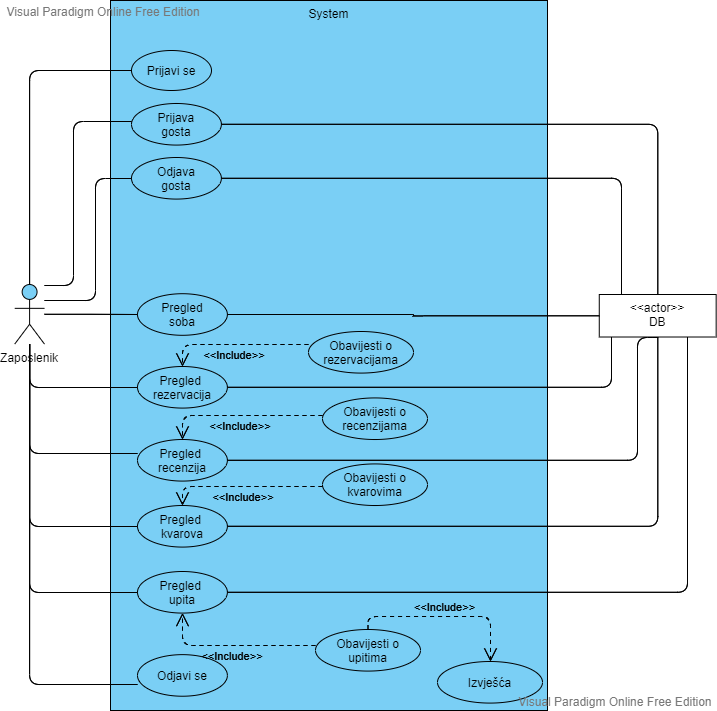 Visual Paradigm Online Free Edition
System
Prijavi se
Prijava
gosta
Odjava
gosta
Zaposlenik
Pregled
soba
<<actor>>
DB
Obavijesti o
rezervacijama
<<Include>>
Pregled
rezervacija
Obavijesti o
recenzijama
<<Include>>
Pregled
recenzija
Obavijesti o
kvarovima
<<Include>>
Pregled
kvarova
Pregled
upita
<<Include>>
Obavijesti o
upitima
<<Include>>
Odjavi se
Izvješća
Visual Paradigm Online Free Edition